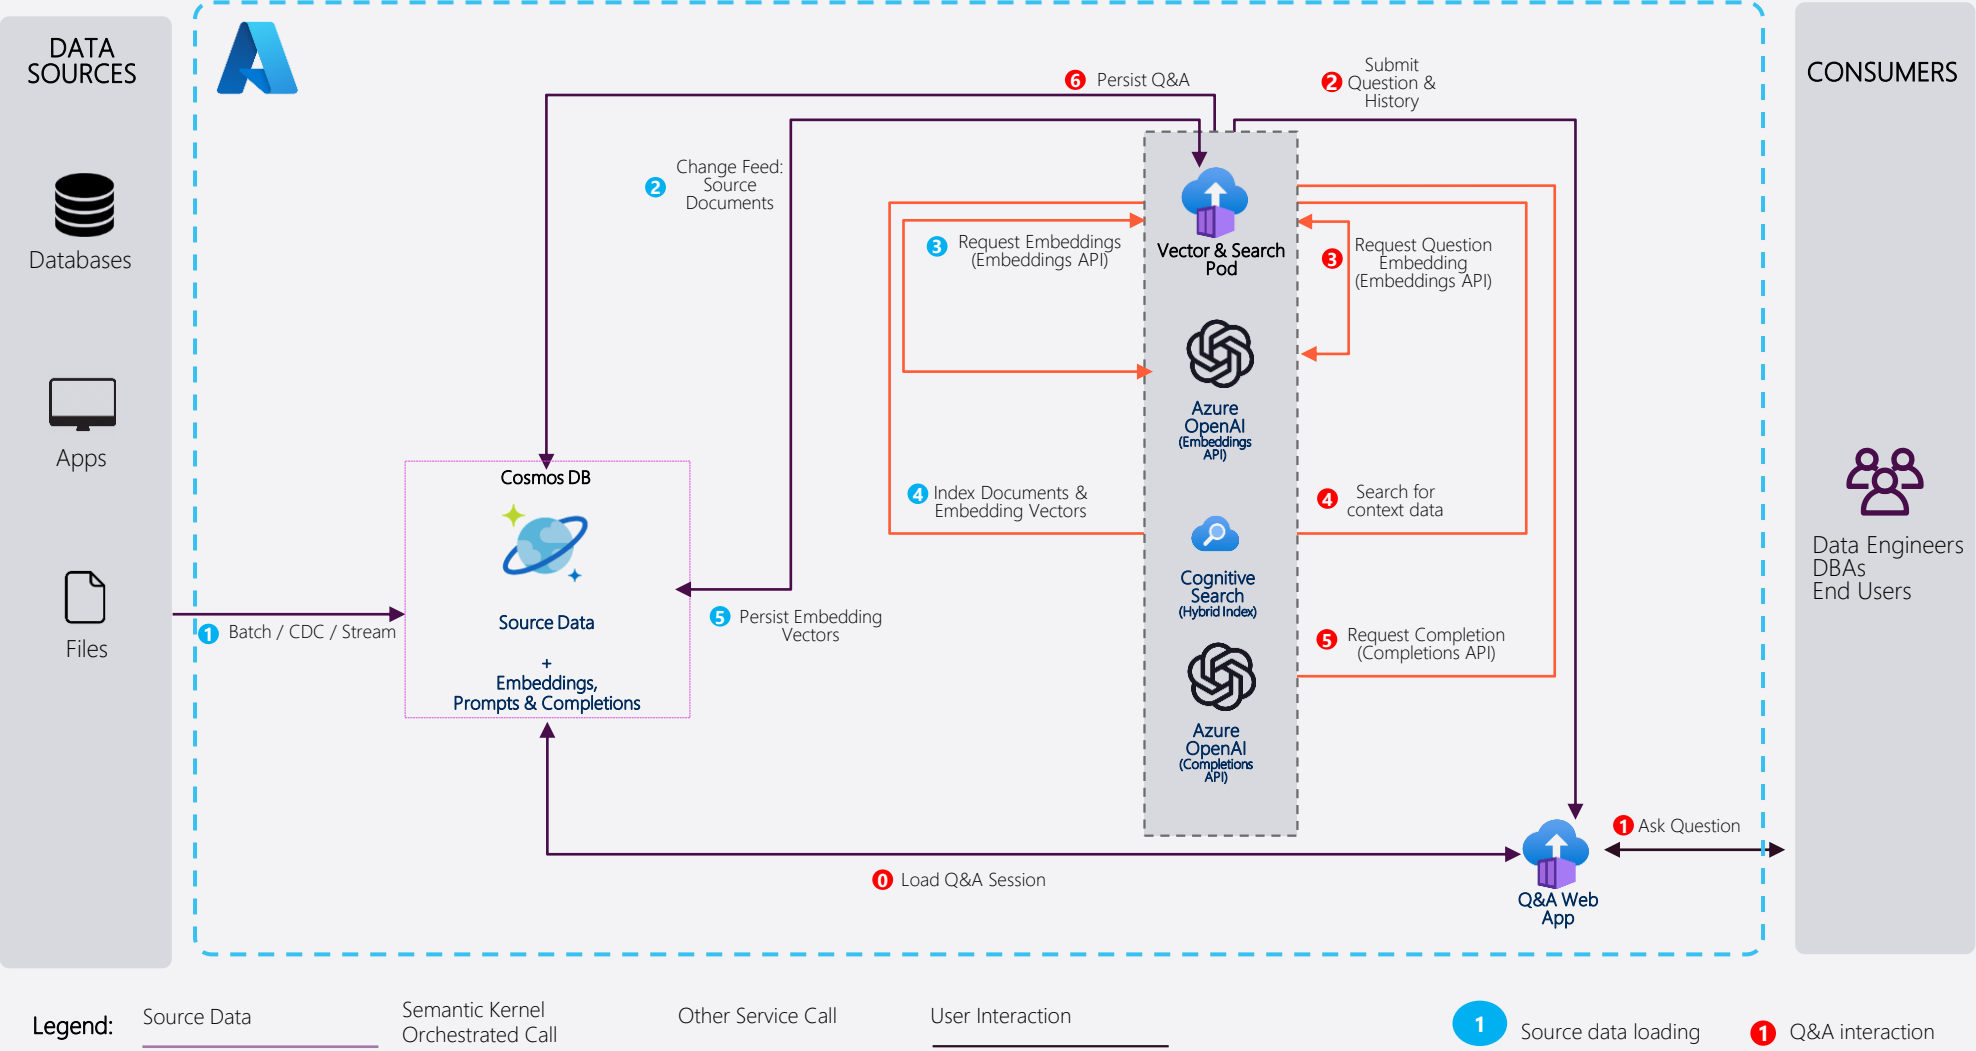 DATA
SOURCES
Databases
Apps
Files
6 Persist Q&A
2 Submit
Question &
History
CONSUMERS
2 Change Feed:
Source
Documents
3 Request Embeddings
(Embeddings API)
Vector & Search
Pod
3 Request Question
Embedding
(Embeddings API)
Azure
OpenAI
(Embeddings
API)
Cosmos DB
4 Index Documents &
Embedding Vectors
4 Search for
context data
Data Engineers
DBAs
End Users
Cognitive
Search
(Hybrid Index)
1 Batch / CDC / Stream
Source Data
+
Embeddings,
Prompts & Completions
5 Persist Embedding
Vectors
5 Request Completion
(Completions API)
Azure
OpenAI
(Completions
API)
1 Ask Question
0 Load Q&A Session
Q&A Web
App
Legend:
Source Data
Semantic Kernel
Orchestrated Call
Other Service Call
User Interaction
1 Source data loading
1 Q&A interaction